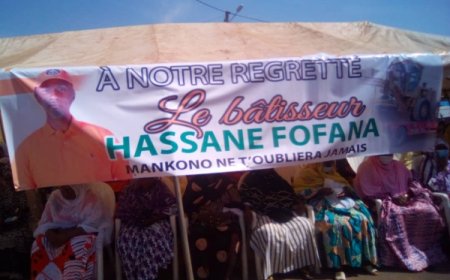 À NOTRE REGRETTÉ
Le bâtisseur
HASSANE FOFANA
MANKONO NE T'OUBLIERA JAMAIS